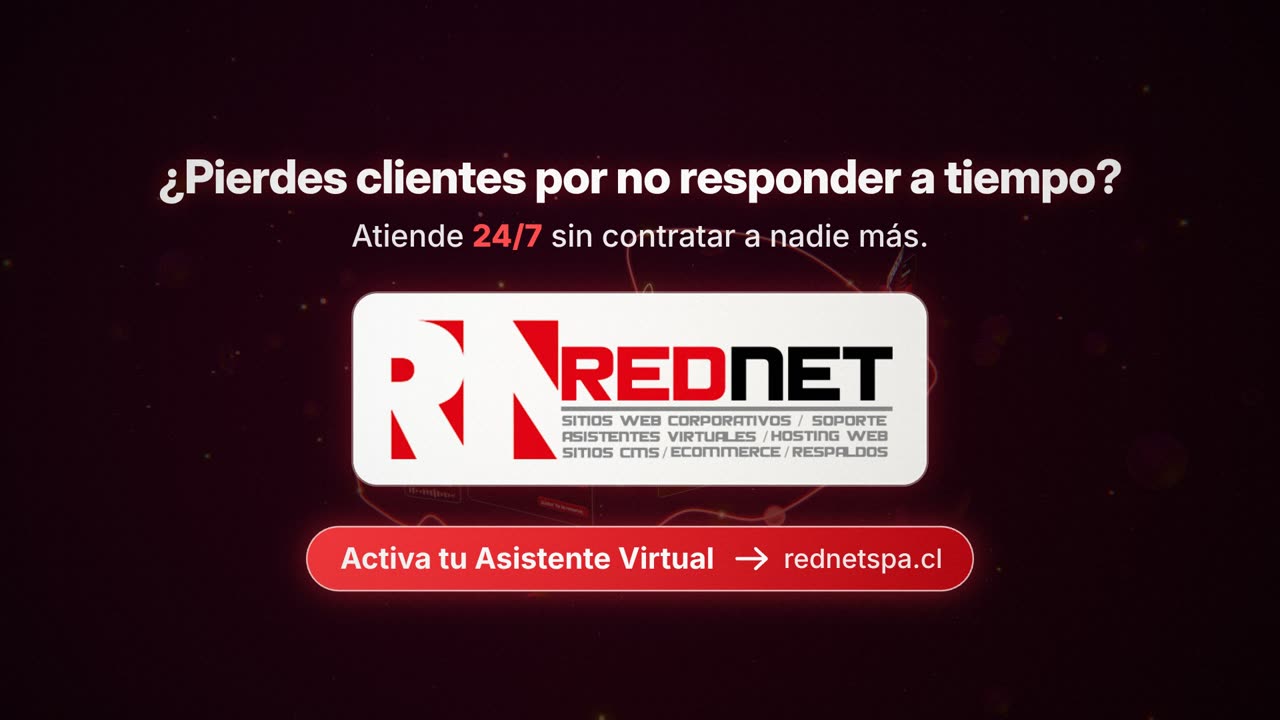 ¿Pierdes clientes por no responder a tiempo?
Atiende 24/7 sin contratar a nadie más.
RN REDNET
SITIOS WEB CORPORATIVOS / SOPORTE
ASISTENTES VIRTUALES / HOSTING WEB
SITIOS CMS / ECOMMERCE / RESPALDOS
Activa tu Asistente Virtual → rednetspa.cl